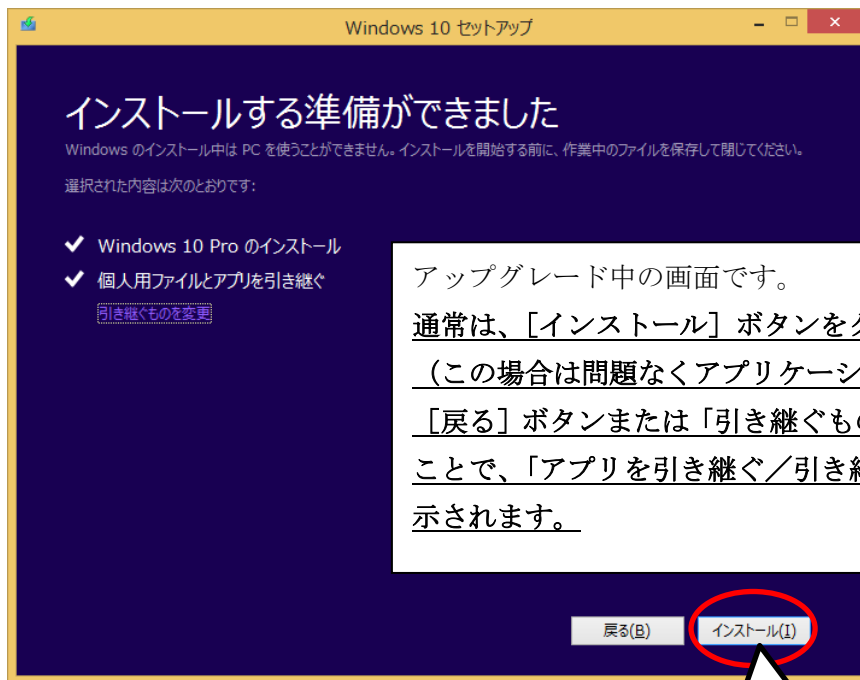 Windows 10 セットアップ
インストールする準備ができました
Windows のインストール中は PC を使うことができません。インストールを開始する前に、作業中のファイルを保存して閉じてください。
選択された内容は次のとおりです:
Windows 10 Pro のインストール
個人用ファイルとアプリを引き継ぐ
引き継ぐものを変更
アップグレード中の画面です。
通常は、［インストール］ボタンを
（この場合は問題なくアプリケーシ
［戻る］ボタンまたは「引き継ぐも
ことで、「アプリを引き継ぐ／引き
示されます。
戻る(B)
インストール(I)